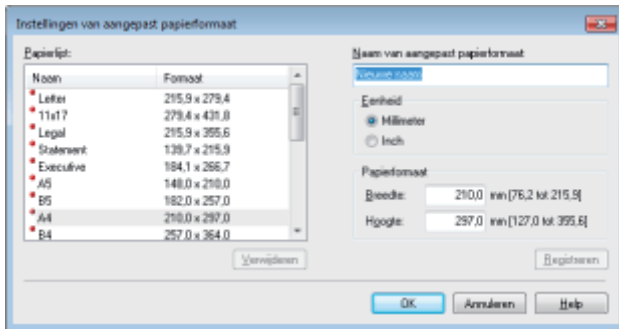 Instellingen van aangepast papierformaat
Papierlijst:
Naam Formaat
Letter 215,9 x 279,4
11x17 279,4 x 431,8
Legal 215,9 x 355,6
Statement 139,7 x 215,9
Executive 184,1 x 266,7
A5 148,0 x 210,0
B5 182,0 x 257,0
A4 210,0 x 297,0
B4 257,0 x 364,0
Verwijderen
Naam van aangepast papierformaat
Nieuwe naam
Eenheid
Millimeter
Inch
Papierformaat
Breedte: 210,0 mm [76,2 tot 215,9]
Hoogte: 297,0 mm [127,0 tot 355,6]
Registreren
OK Annuleren Help